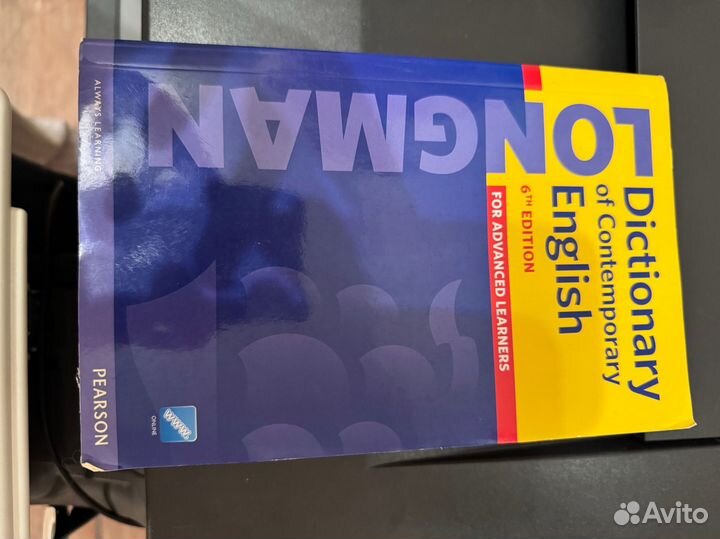 LONGMAN
Dictionary
of Contemporary
English
6TH EDITION
FOR ADVANCED LEARNERS
www.
ONLINE
ALWAYS LEARNING
PEARSON
Avito